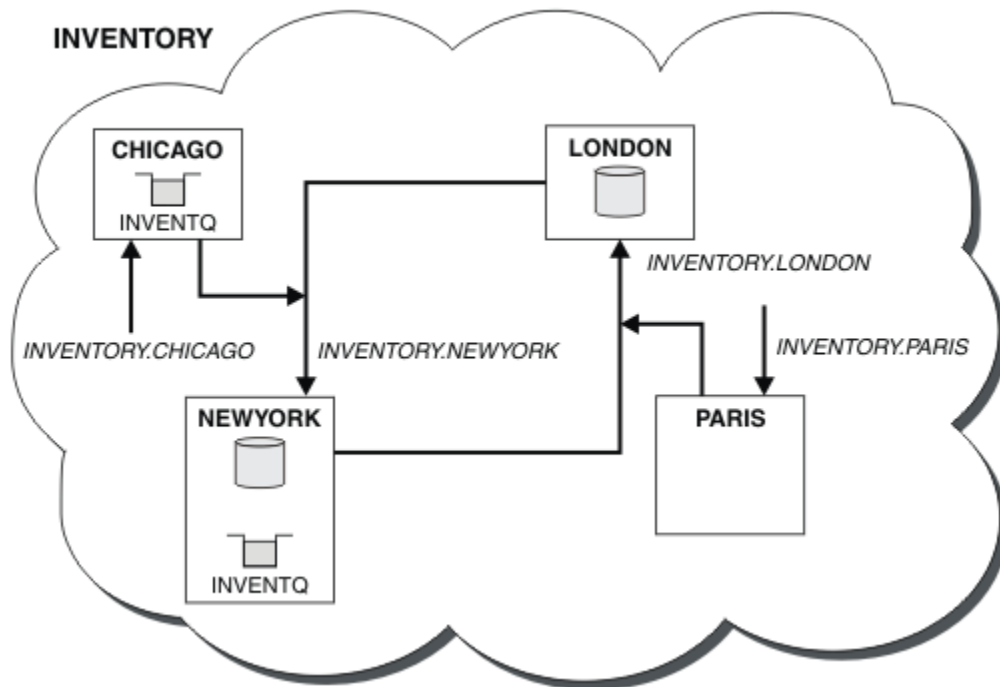 INVENTORY
CHICAGO
INVENTQ
LONDON
INVENTORY.LONDON
INVENTORY.CHICAGO
INVENTORY.NEWYORK
INVENTORY.PARIS
NEWYORK
INVENTQ
PARIS